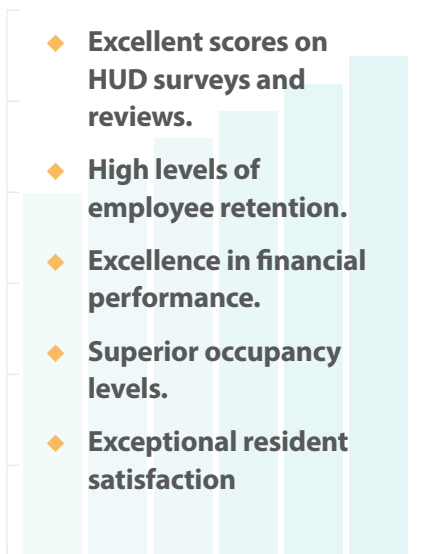 ◆ Excellent scores on
HUD surveys and
reviews.
◆ High levels of
employee retention.
◆ Excellence in financial
performance.
◆ Superior occupancy
levels.
◆ Exceptional resident
satisfaction